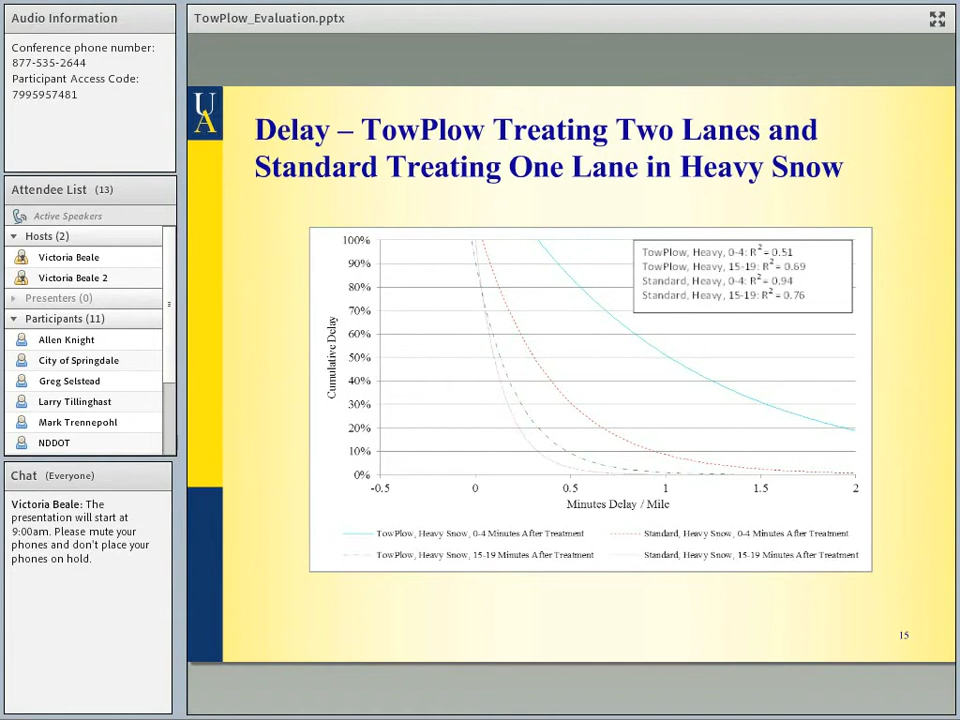 Audio Information
Conference phone number:
877-535-2644
Participant Access Code:
7995957481
Attendee List (13)
Active Speakers
Hosts (2)
Victoria Beale
Victoria Beale 2
Presenters (0)
Participants (11)
Allen Knight
City of Springdale
Greg Selstead
Larry Tillinghast
Mark Trennepohl
NDDOT
Chat (Everyone)
Victoria Beale: The
presentation will start at
9:00am. Please mute your
phones and don't place your
phones on hold.
TowPlow_Evaluation.pptx
UA
Delay – TowPlow Treating Two Lanes and
Standard Treating One Lane in Heavy Snow
TowPlow, Heavy, 0-4: R² = 0.51
TowPlow, Heavy, 15-19: R² = 0.69
Standard, Heavy, 0-4: R² = 0.94
Standard, Heavy, 15-19: R² = 0.76
Cumulative Delay
100%
90%
80%
70%
60%
50%
40%
30%
20%
10%
0%
-0.5 0 0.5 1 1.5 2
Minutes Delay / Mile
TowPlow, Heavy Snow, 0-4 Minutes After Treatment
Standard, Heavy Snow, 0-4 Minutes After Treatment
TowPlow, Heavy Snow, 15-19 Minutes After Treatment
Standard, Heavy Snow, 15-19 Minutes After Treatment
15